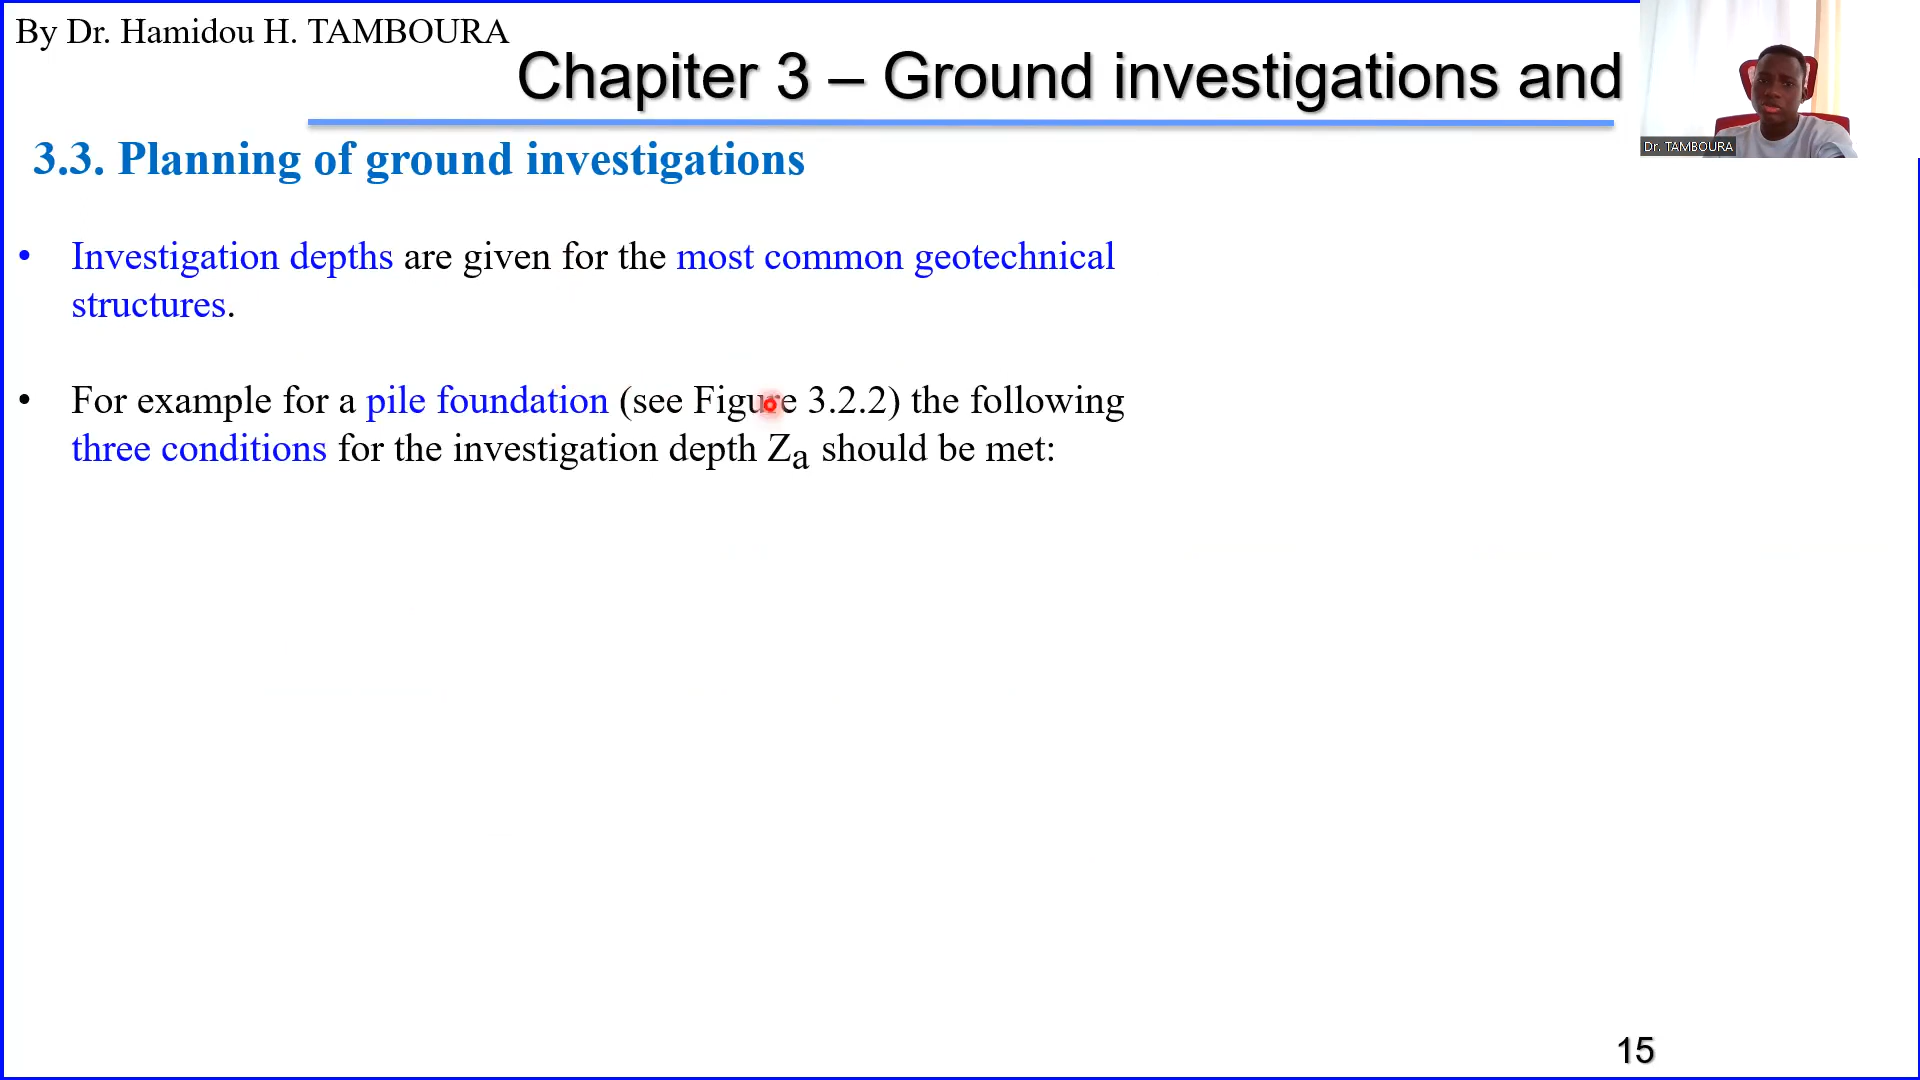 By Dr. Hamidou H. TAMBOURA
Chapiter 3 – Ground investigations and
Dr. TAMBOURA
3.3. Planning of ground investigations
• Investigation depths are given for the most common geotechnical
structures.
• For example for a pile foundation (see Figure 3.2.2) the following
three conditions for the investigation depth Za should be met:
15